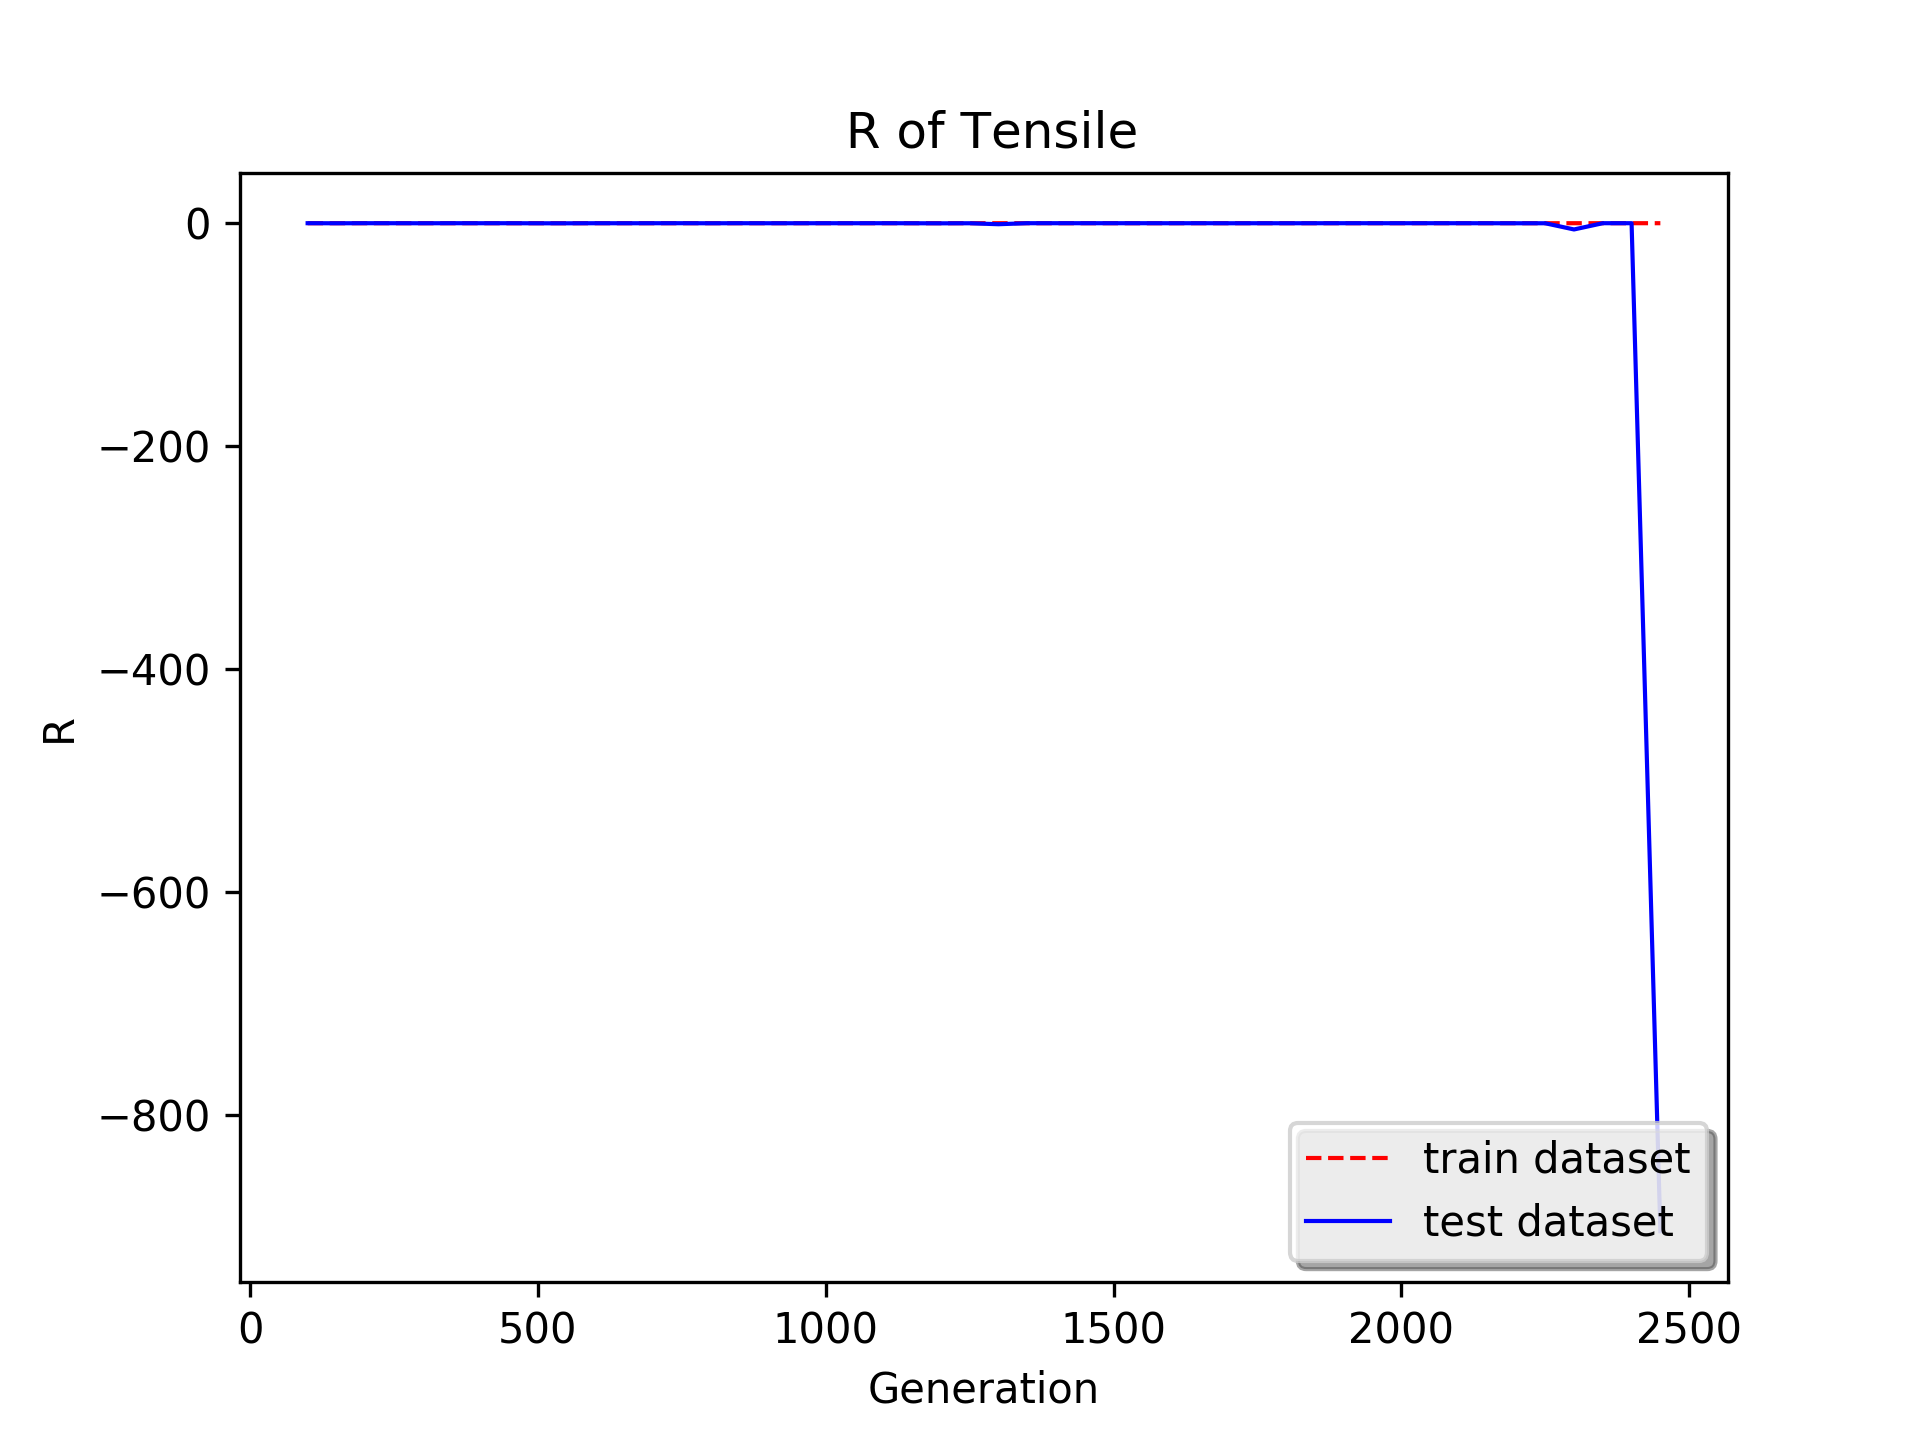 R of Tensile
0
−200
−400
−600
−800
R
train dataset
test dataset
0 500 1000 1500 2000 2500
Generation